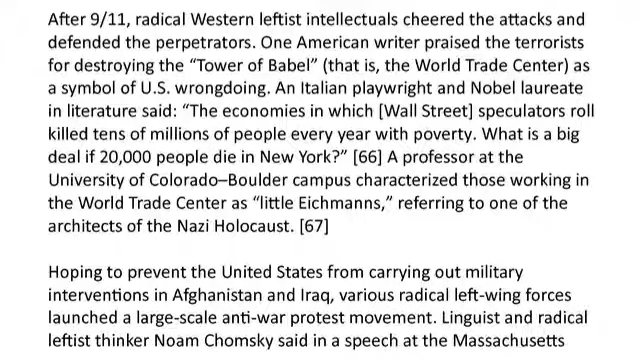 After 9/11, radical Western leftist intellectuals cheered the attacks and
defended the perpetrators. One American writer praised the terrorists
for destroying the “Tower of Babel” (that is, the World Trade Center) as
a symbol of U.S. wrongdoing. An Italian playwright and Nobel laureate
in literature said: “The economies in which [Wall Street] speculators roll
killed tens of millions of people every year with poverty. What is a big
deal if 20,000 people die in New York?” [66] A professor at the
University of Colorado–Boulder campus characterized those working in
the World Trade Center as “little Eichmanns,” referring to one of the
architects of the Nazi Holocaust. [67]
Hoping to prevent the United States from carrying out military
interventions in Afghanistan and Iraq, various radical left-wing forces
launched a large-scale anti-war protest movement. Linguist and radical
leftist thinker Noam Chomsky said in a speech at the Massachusetts